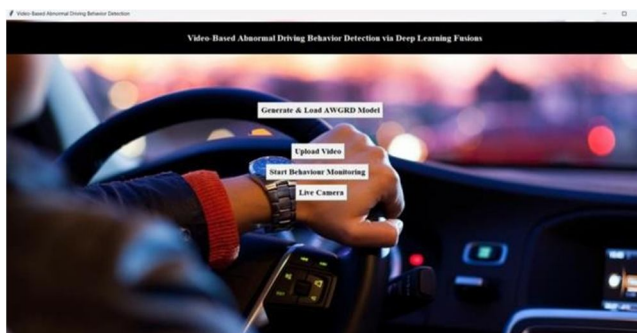 Video-Based Abnormal Driving Behavior Detection
Video-Based Abnormal Driving Behavior Detection via Deep Learning Fusions
Generate & Load AWGRD Model
Upload Video
Start Behaviour Monitoring
Live Camera